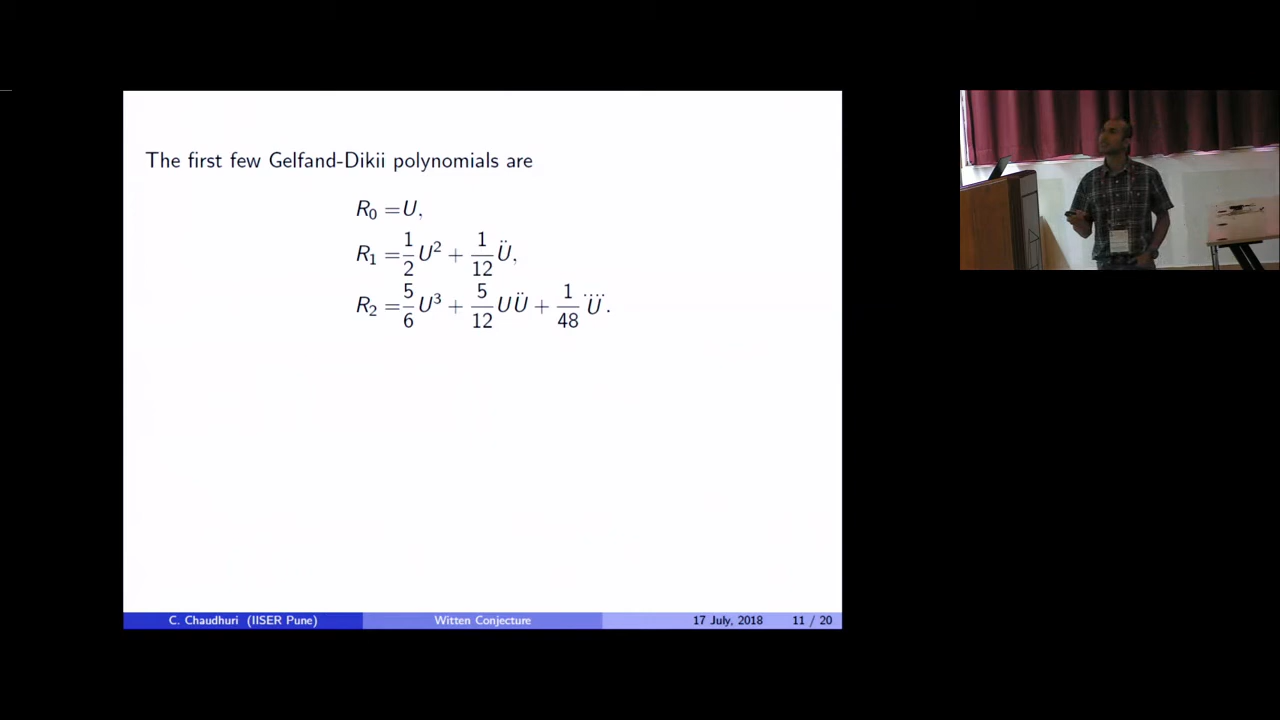 The first few Gelfand-Dikii polynomials are
R₀ =U,
R₁ =1/2 U² + 1/12 Ü,
R₂ =5/6 U³ + 5/12 UÜ + 1/48 U⃜.
C. Chaudhuri (IISER Pune) Witten Conjecture 17 July, 2018 11 / 20